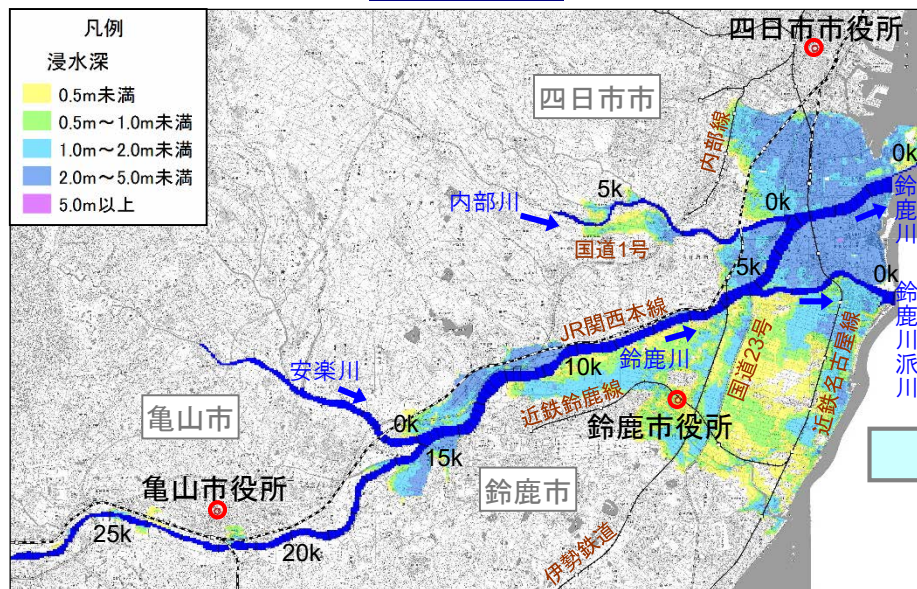 凡例
浸水深
0.5m未満
0.5m～1.0m未満
1.0m～2.0m未満
2.0m～5.0m未満
5.0m以上
四日市市役所
四日市市
内部線
0k
鈴鹿川
5k
内部川
0k
国道1号
5k
0k
鈴鹿川派川
JR関西本線
国道23号
近鉄名古屋線
鈴鹿川
10k
安楽川
近鉄鈴鹿線
鈴鹿市役所
亀山市
0k
15k
鈴鹿市
亀山市役所
25k
20k
伊勢鉄道